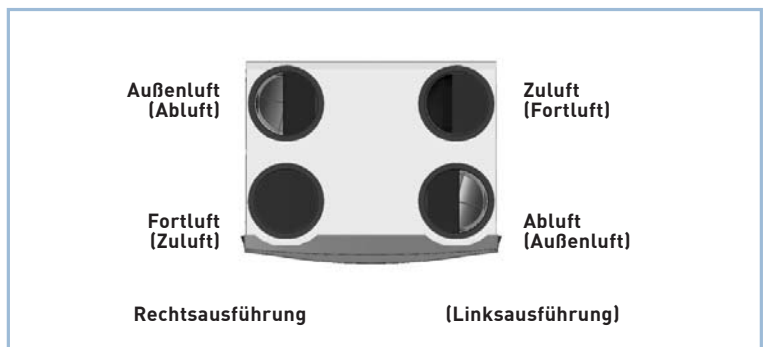 Außenluft
(Abluft)
Zuluft
(Fortluft)
Fortluft
(Zuluft)
Abluft
(Außenluft)
Rechtsausführung
(Linksausführung)